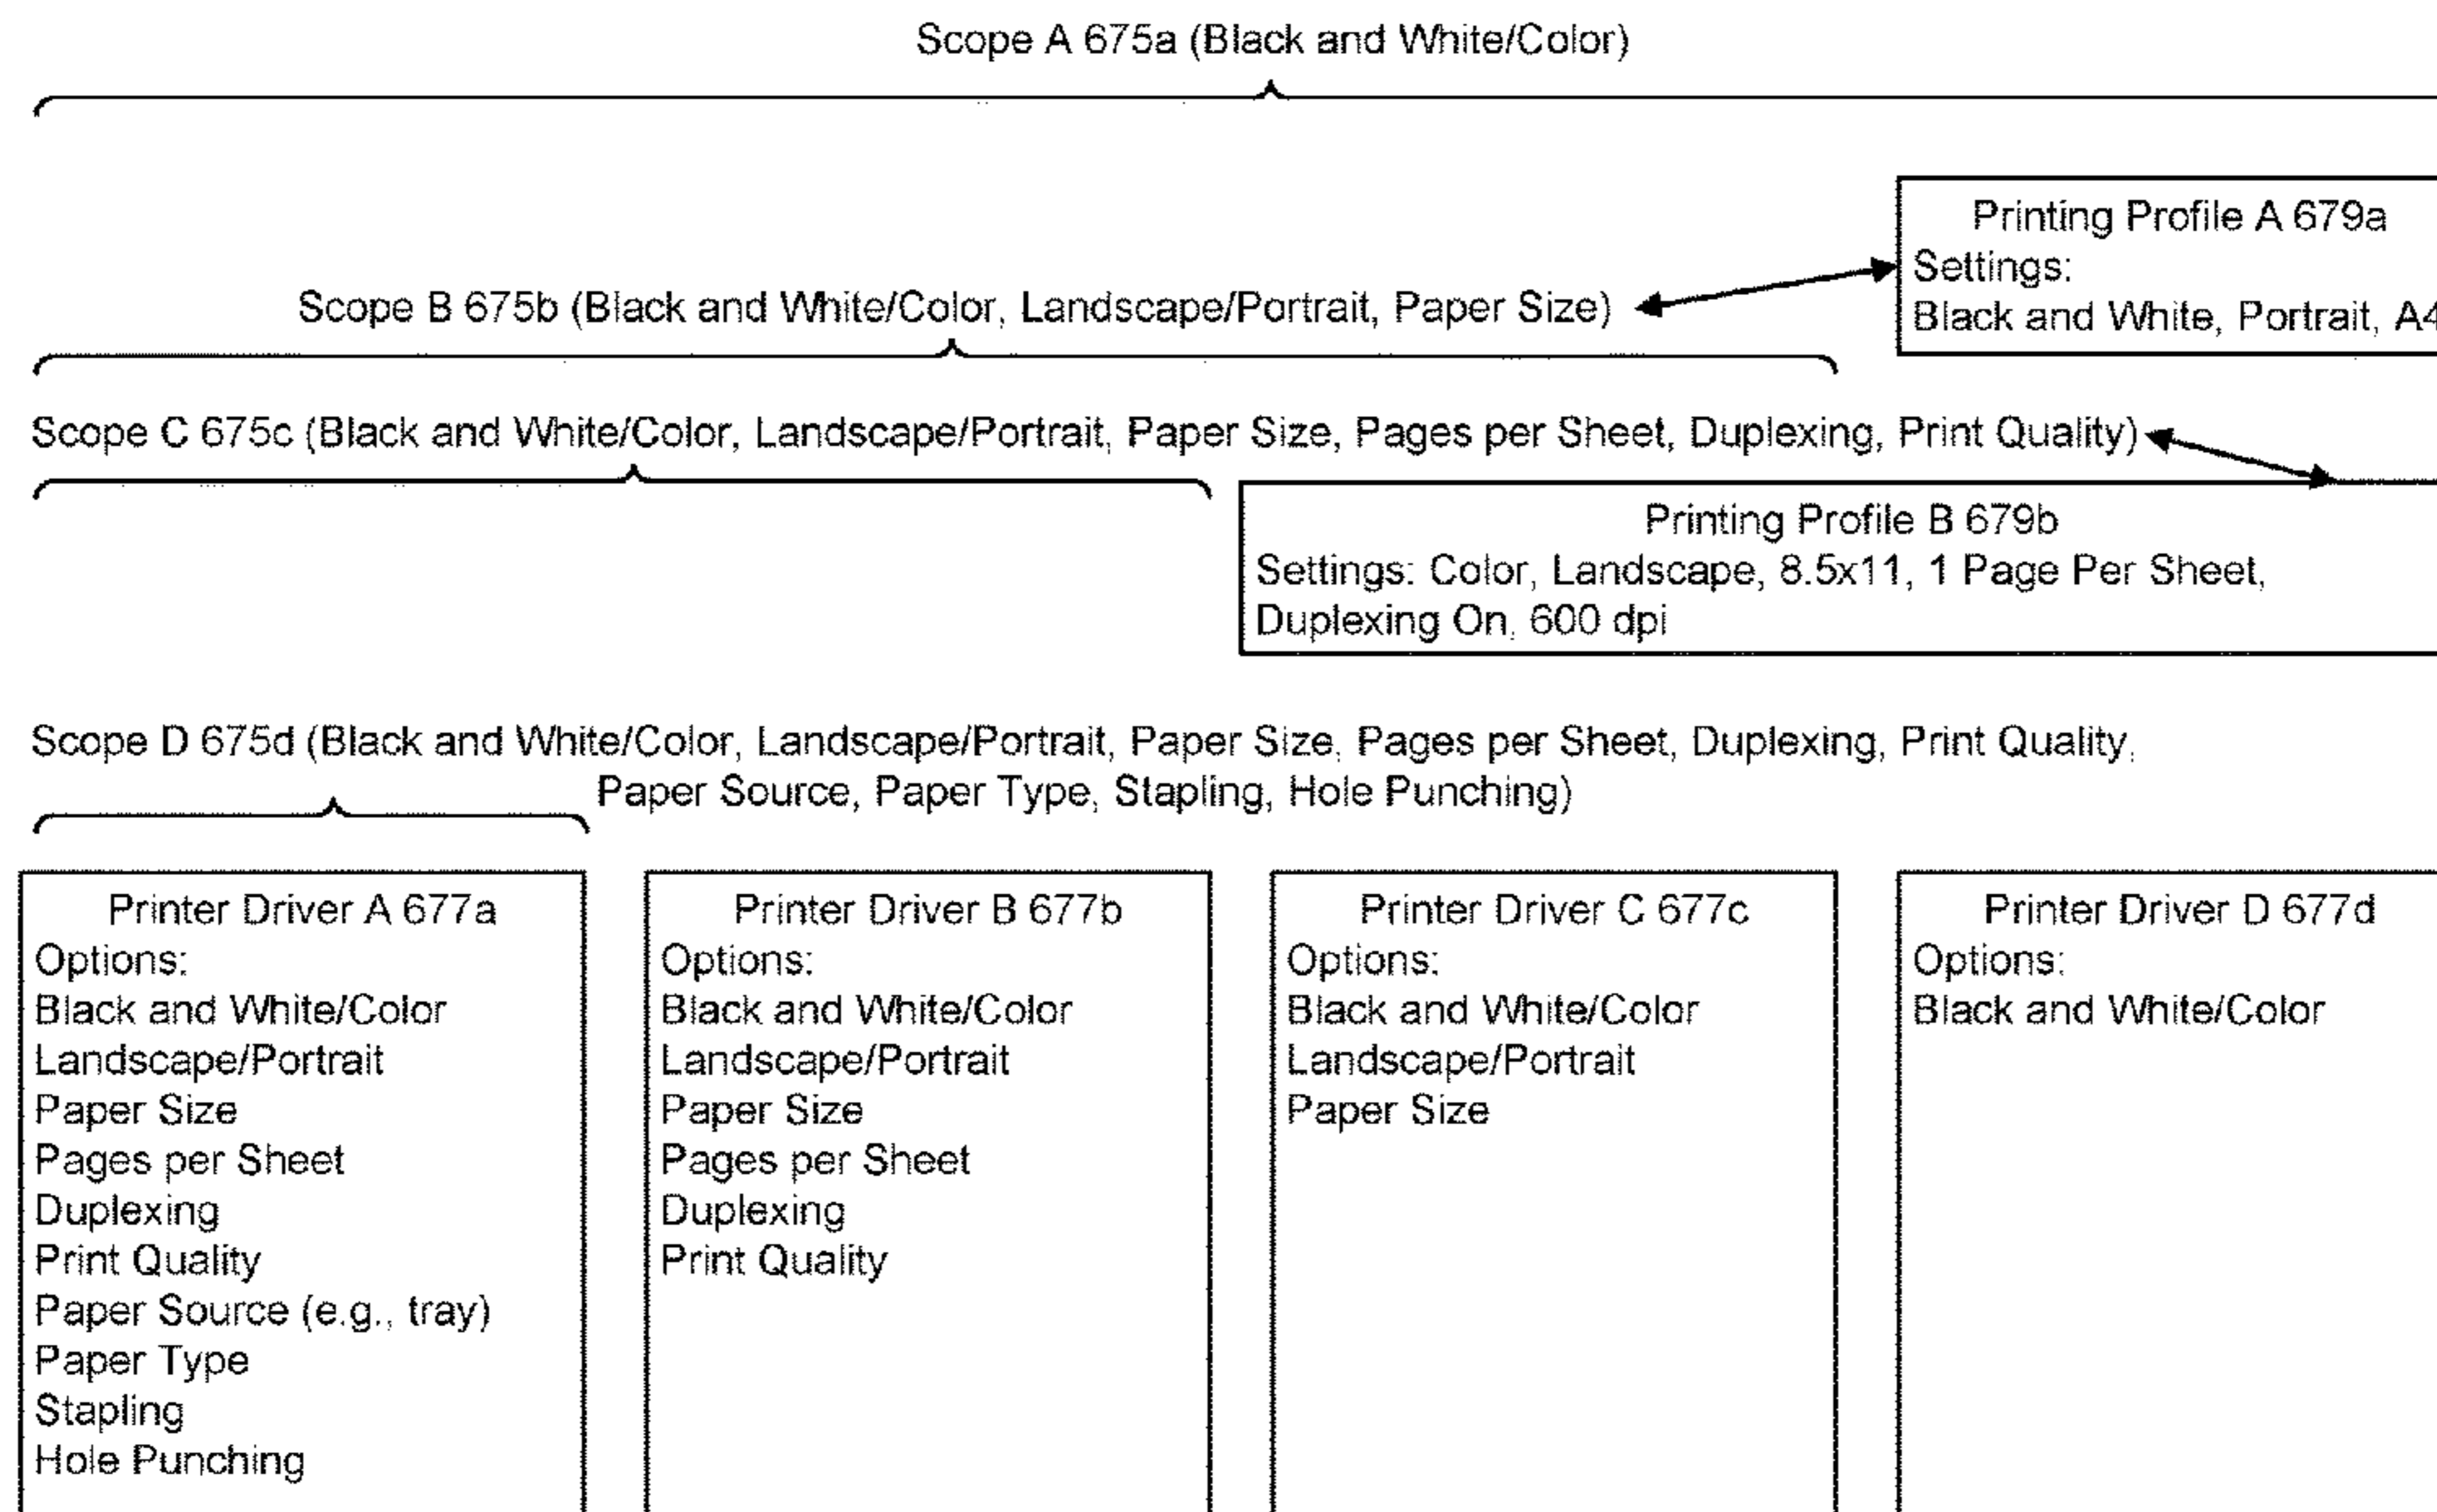 Scope A 675a (Black and White/Color)
Printing Profile A 679a
Settings:
Black and White, Portrait, A4
Scope B 675b (Black and White/Color, Landscape/Portrait, Paper Size)
Scope C 675c (Black and White/Color, Landscape/Portrait, Paper Size, Pages per Sheet, Duplexing, Print Quality)
Printing Profile B 679b
Settings: Color, Landscape, 8.5x11, 1 Page Per Sheet,
Duplexing On, 600 dpi
Scope D 675d (Black and White/Color, Landscape/Portrait, Paper Size, Pages per Sheet, Duplexing, Print Quality,
Paper Source, Paper Type, Stapling, Hole Punching)
Printer Driver A 677a
Options:
Black and White/Color
Landscape/Portrait
Paper Size
Pages per Sheet
Duplexing
Print Quality
Paper Source (e.g., tray)
Paper Type
Stapling
Hole Punching
Printer Driver B 677b
Options:
Black and White/Color
Landscape/Portrait
Paper Size
Pages per Sheet
Duplexing
Print Quality
Printer Driver C 677c
Options:
Black and White/Color
Landscape/Portrait
Paper Size
Printer Driver D 677d
Options:
Black and White/Color